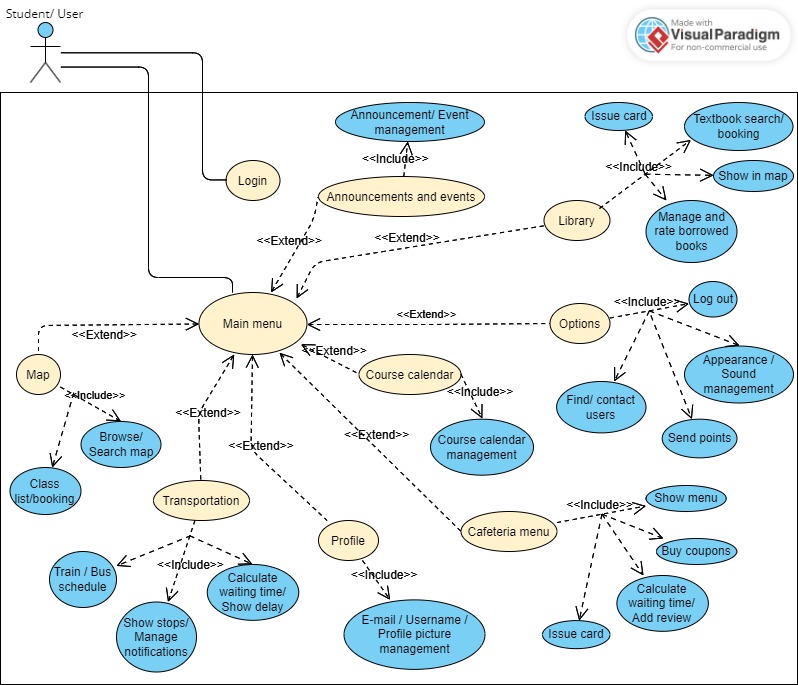 Student/ User
Made with
VisualParadigm
For non-commercial use
Announcement/ Event
management
<<Include>>
Issue card
Textbook search/
booking
<<Include>>
Show in map
Login
Announcements and events
Library
Manage and
rate borrowed
books
<<Extend>>
<<Extend>>
Main menu
<<Extend>>
Options
<<Include>>
Log out
<<Extend>>
Map
<<Extend>>
Course calendar
Appearance /
Sound
management
<<Include>>
<<Include>>
Find/ contact
users
Send points
<<Extend>>
Browse/
Search map
<<Extend>>
<<Extend>>
Course calendar
management
Class
list/booking
Transportation
Profile
Cafeteria menu
<<Include>>
Show menu
Buy coupons
<<Include>>
Train / Bus
schedule
Calculate
waiting time/
Show delay
<<Include>>
Calculate
waiting time/
Add review
Show stops/
Manage
notifications
E-mail / Username /
Profile picture
management
Issue card